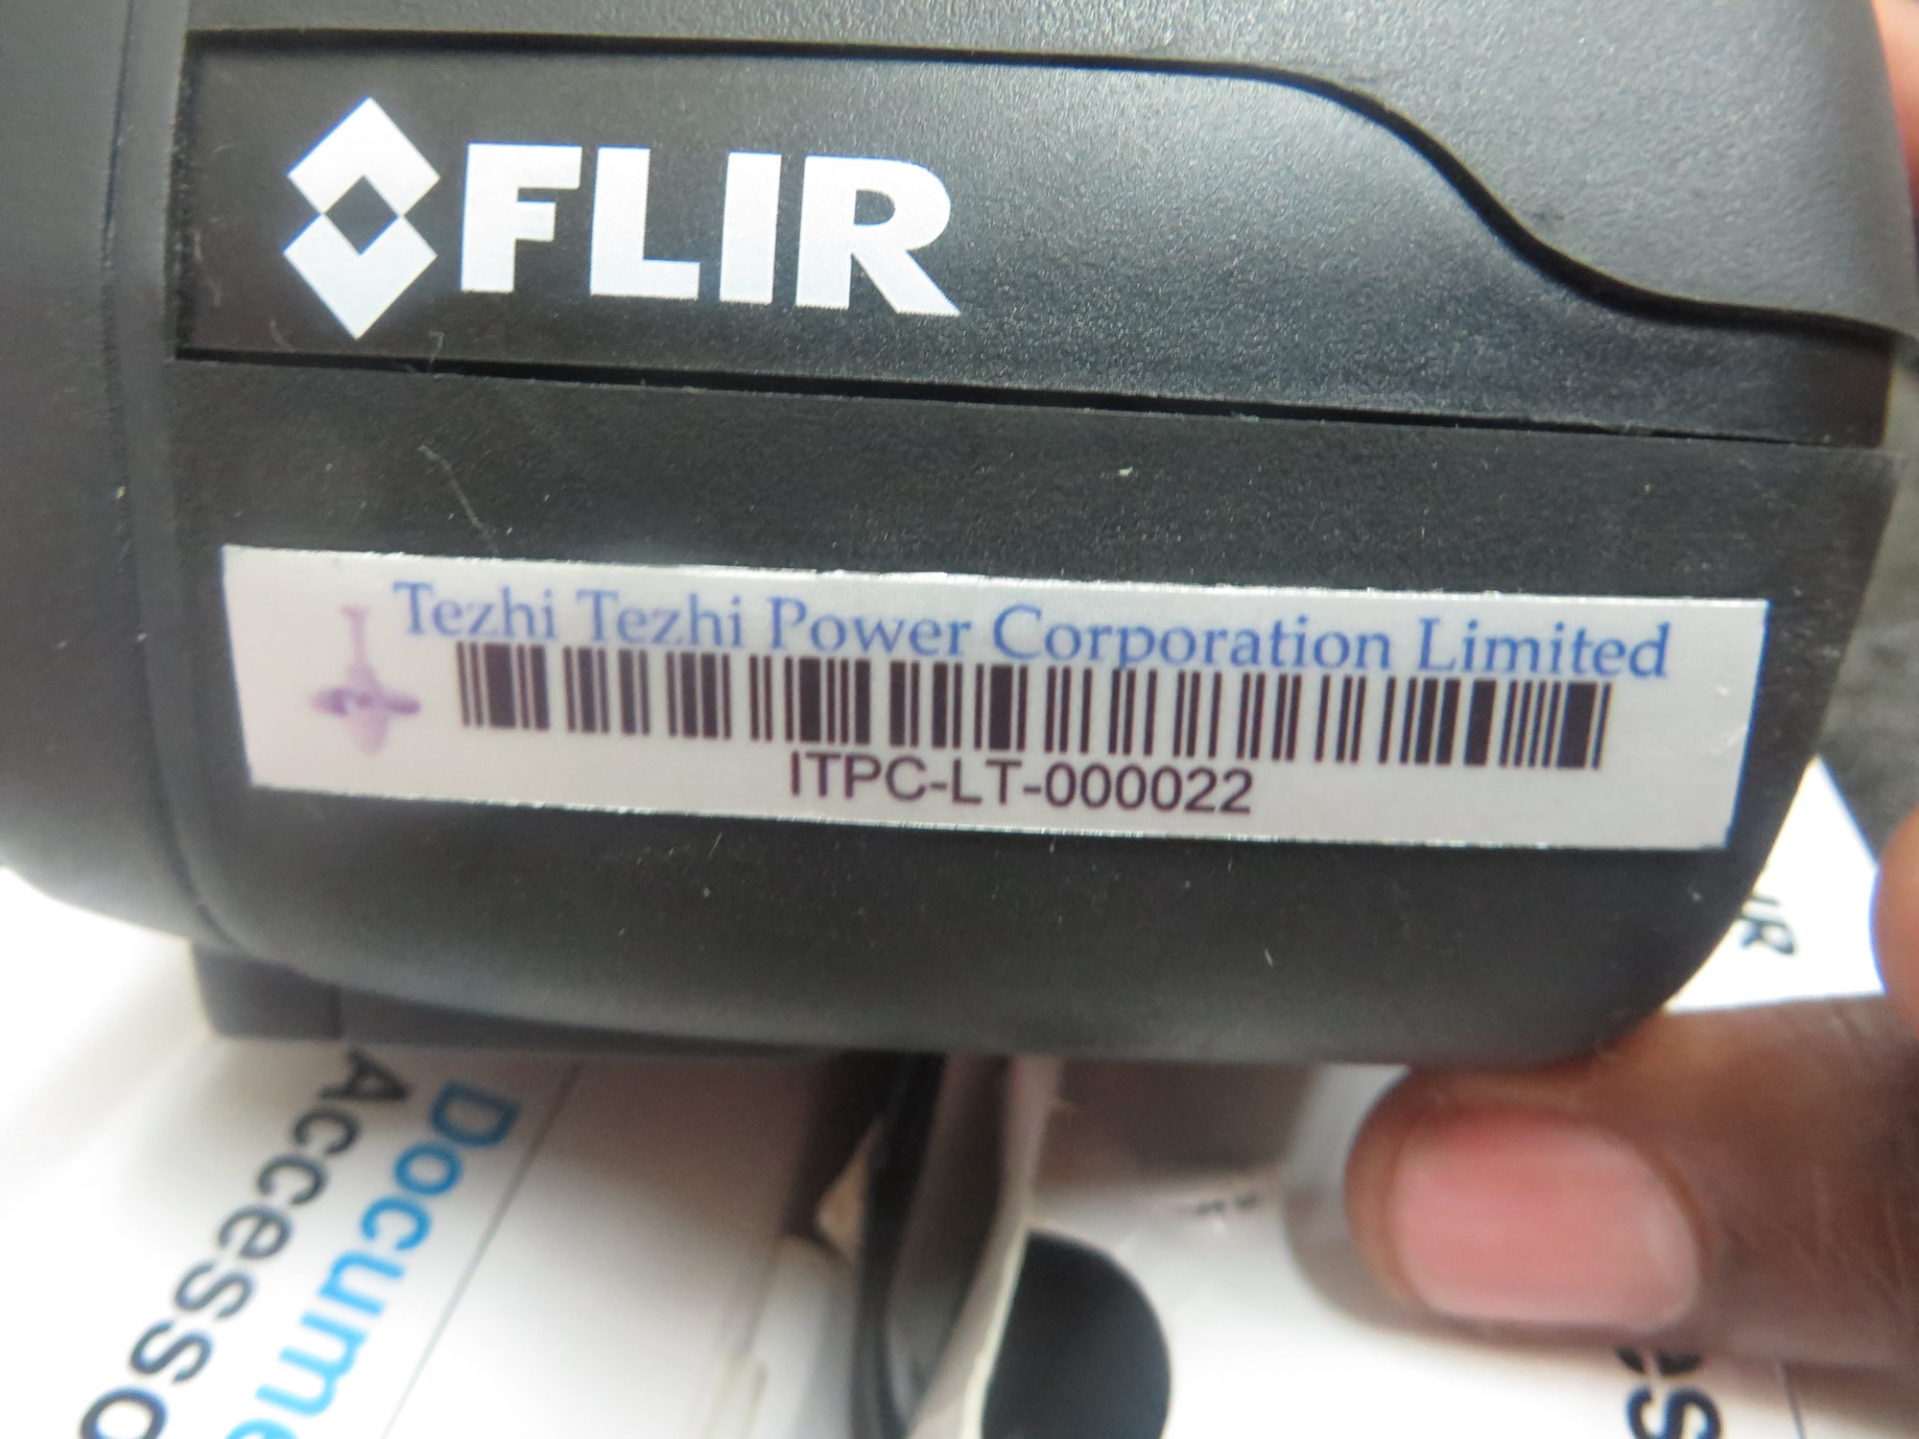 FLIR
Tezhi Tezhi Power Corporation Limited
ITPC-LT-000022
Docume
Accesso